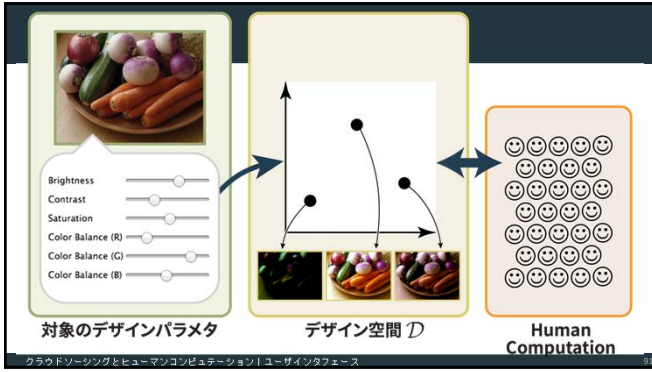 Brightness
Contrast
Saturation
Color Balance (R)
Color Balance (G)
Color Balance (B)
対象のデザインパラメタ
デザイン空間 𝒟
Human
Computation
クラウドソーシングとヒューマンコンピュテーション | ユーザインタフェース